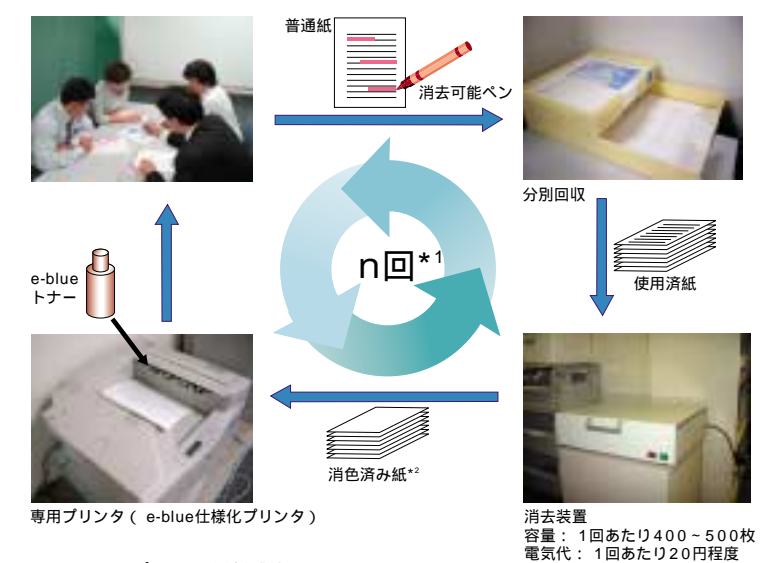 普通紙
消去可能ペン
分別回収
n回*1
e-blue
トナー
使用済紙
消色済み紙*2
専用プリンタ( e-blue仕様化プリンタ)
消去装置
容量: 1回あたり400~500枚
電気代: 1回あたり20円程度